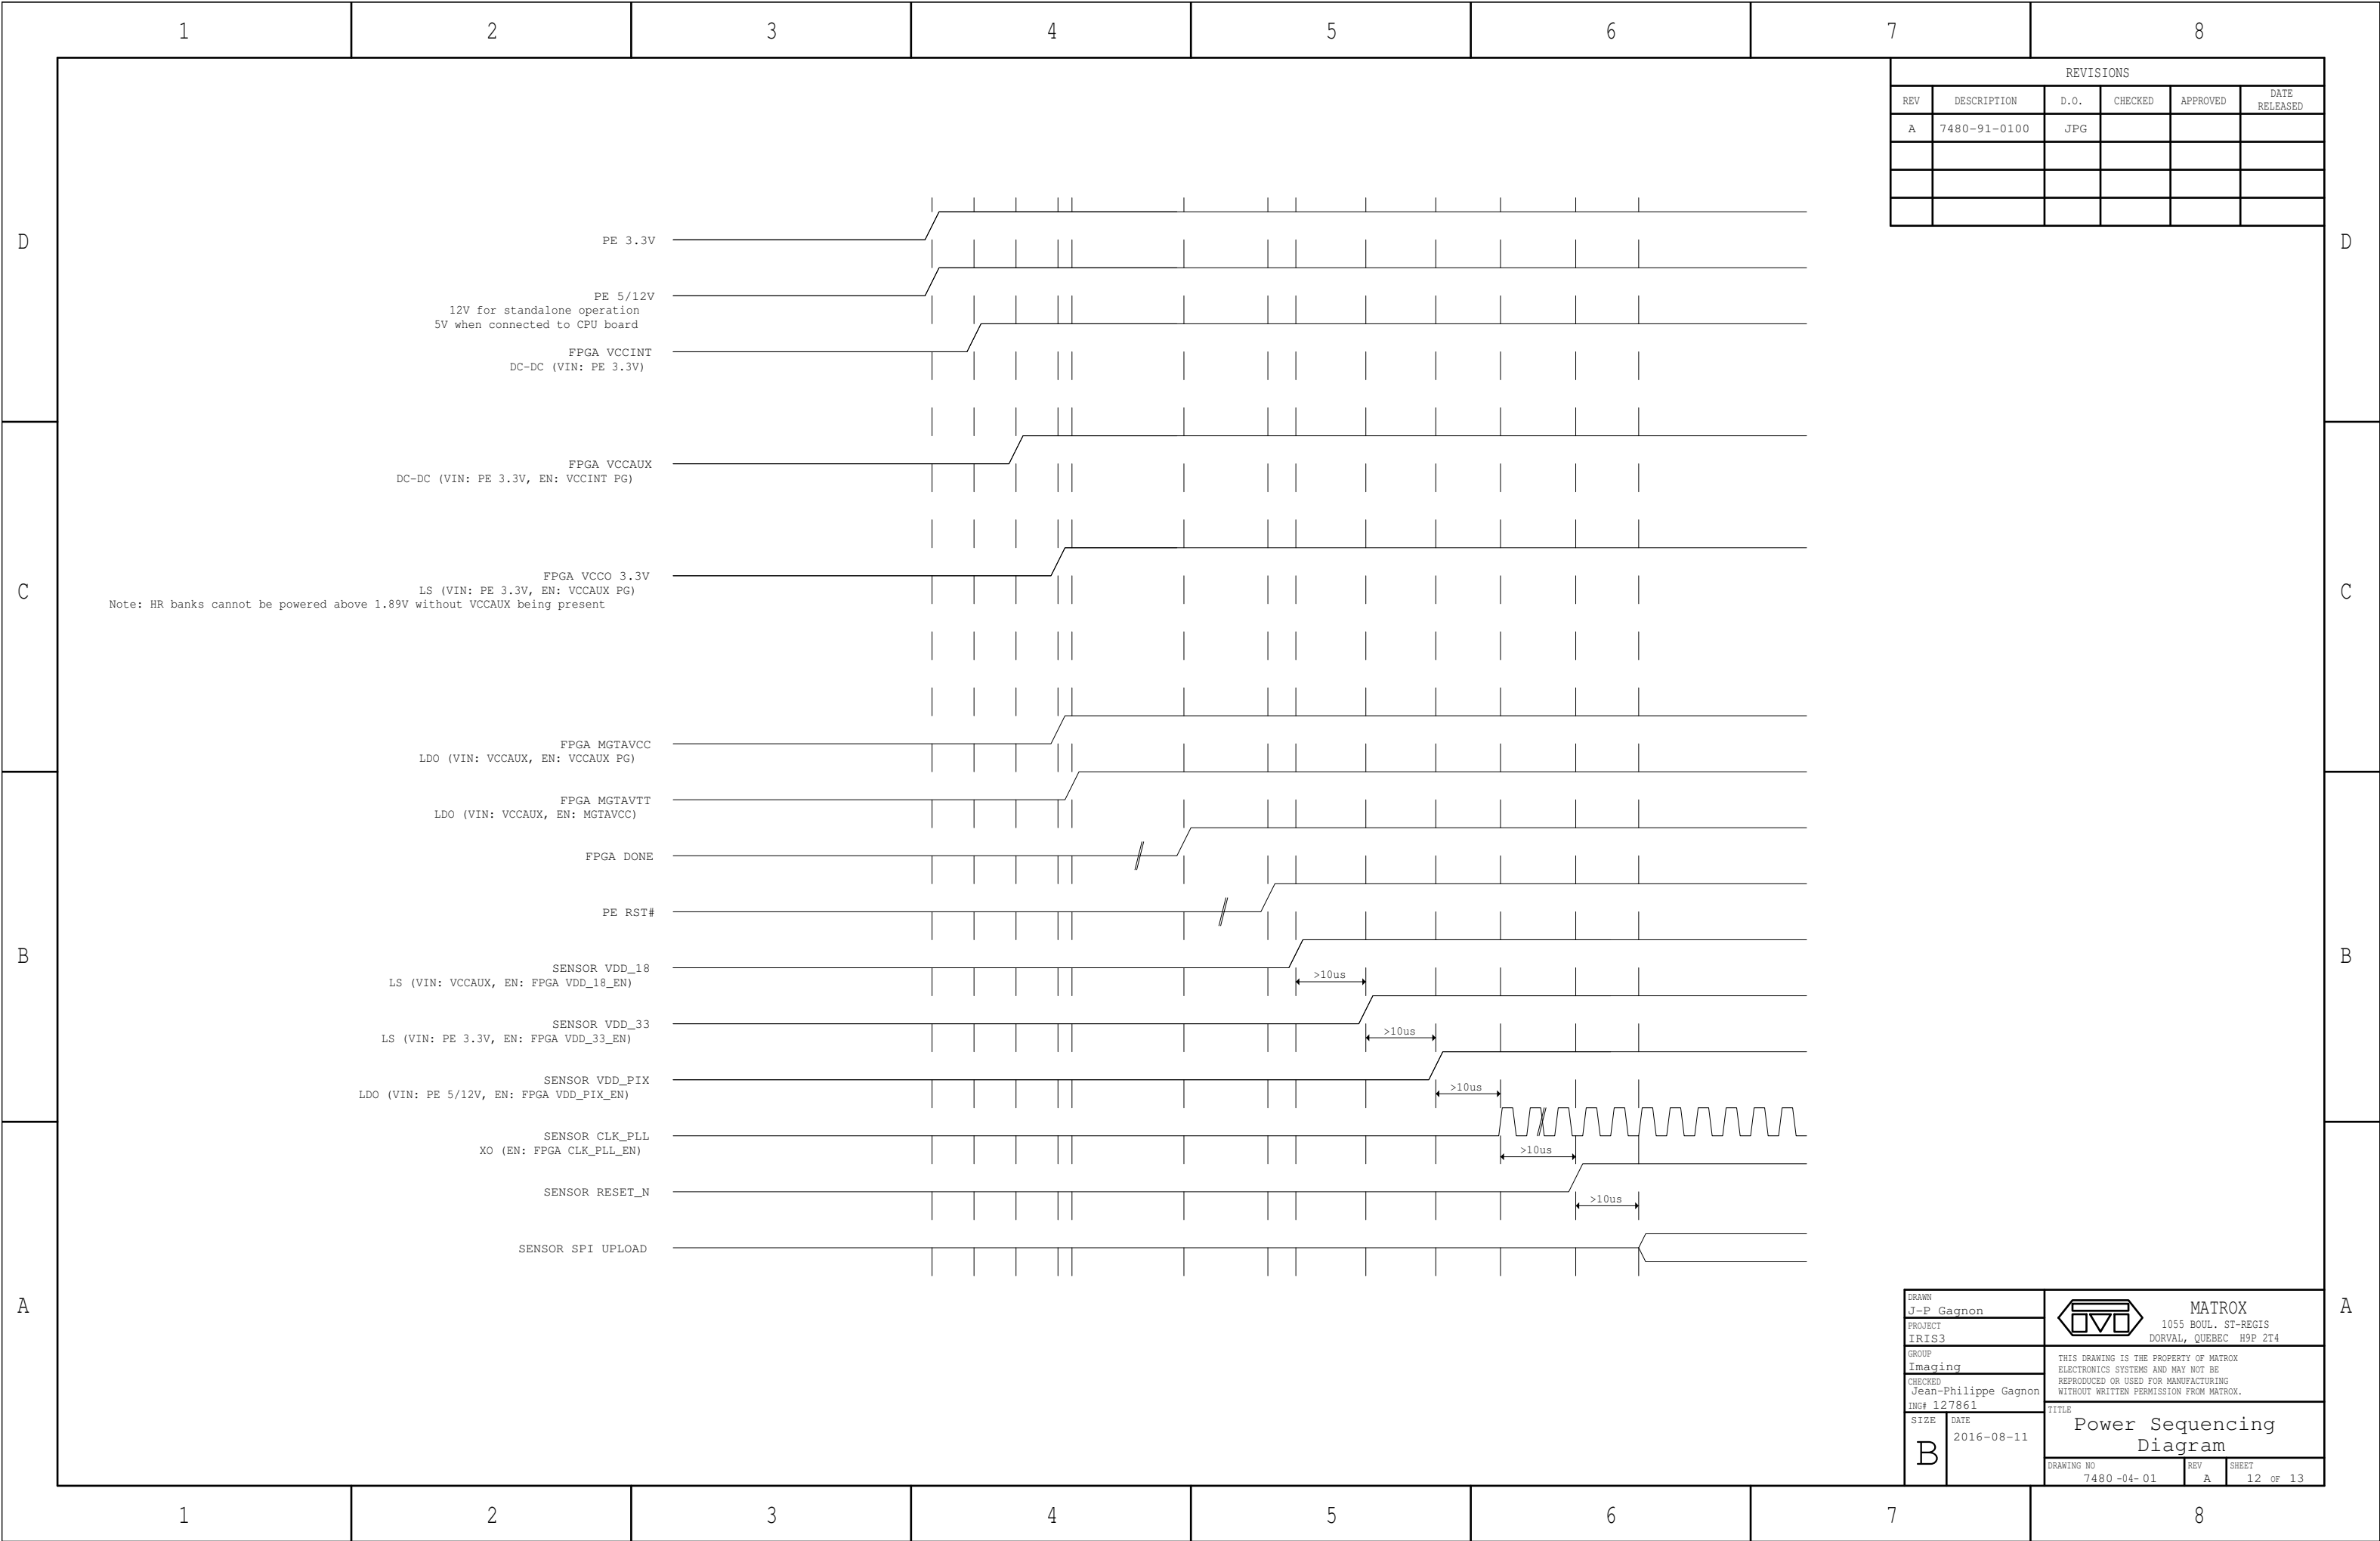 1 2 3 4 5 6 7 8
REVISIONS
REV DESCRIPTION D.O. CHECKED APPROVED DATE RELEASED
A 7480-91-0100 JPG
D D
PE 3.3V
PE 5/12V
12V for standalone operation
5V when connected to CPU board
FPGA VCCINT
DC-DC (VIN: PE 3.3V)
FPGA VCCAUX
DC-DC (VIN: PE 3.3V, EN: VCCINT PG)
C C
FPGA VCCO 3.3V
LS (VIN: PE 3.3V, EN: VCCAUX PG)
Note: HR banks cannot be powered above 1.89V without VCCAUX being present
FPGA MGTAVCC
LDO (VIN: VCCAUX, EN: VCCAUX PG)
FPGA MGTAVTT
LDO (VIN: VCCAUX, EN: MGTAVCC)
FPGA DONE
PE RST#
B B
SENSOR VDD_18
LS (VIN: VCCAUX, EN: FPGA VDD_18_EN)
>10us
SENSOR VDD_33
LS (VIN: PE 3.3V, EN: FPGA VDD_33_EN)
>10us
SENSOR VDD_PIX
LDO (VIN: PE 5/12V, EN: FPGA VDD_PIX_EN)
>10us
SENSOR CLK_PLL
XO (EN: FPGA CLK_PLL_EN)
>10us
SENSOR RESET_N
>10us
SENSOR SPI UPLOAD
A A
DRAWN
J-P Gagnon
PROJECT
IRIS3
GROUP
Imaging
CHECKED
Jean-Philippe Gagnon
ING# 127861
SIZE
B
DATE
2016-08-11
MATROX
1055 BOUL. ST-REGIS
DORVAL, QUEBEC H9P 2T4
THIS DRAWING IS THE PROPERTY OF MATROX
ELECTRONICS SYSTEMS AND MAY NOT BE
REPRODUCED OR USED FOR MANUFACTURING
WITHOUT WRITTEN PERMISSION FROM MATROX.
TITLE
Power Sequencing
Diagram
DRAWING NO
7480 -04- 01
REV
A
SHEET
12 OF 13
1 2 3 4 5 6 7 8